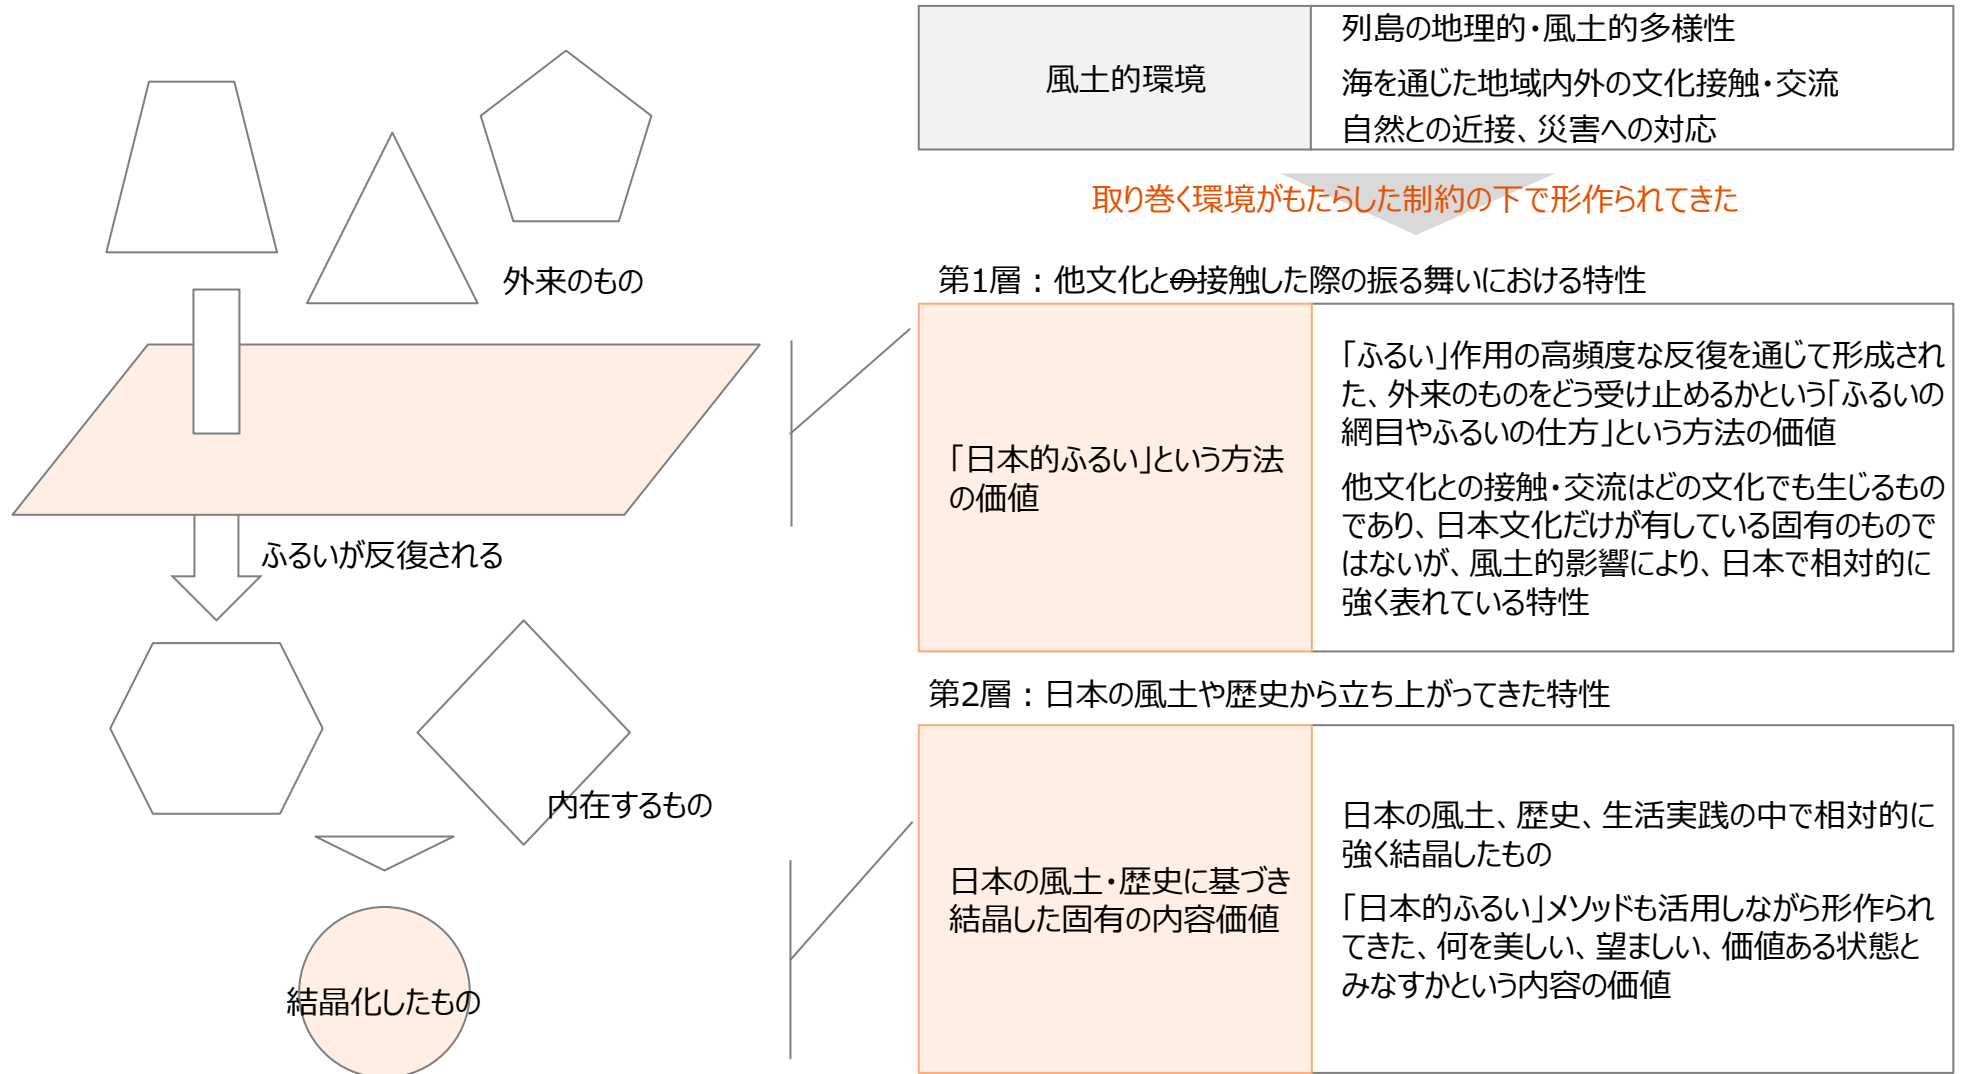 風土的環境
列島の地理的・風土的多様性
海を通じた地域内外の文化接触・交流
自然との近接、災害への対応
取り巻く環境がもたらした制約の下で形作られてきた
外来のもの
ふるいが反復される
内在するもの
結晶化したもの
第1層：他文化との接触した際の振る舞いにおける特性
「日本的ふるい」という方法
の価値
「ふるい」作用の高頻度な反復を通じて形成され
た、外来のものをどう受け止めるかという「ふるいの
網目やふるいの仕方」という方法の価値
他文化との接触・交流はどの文化でも生じるもの
であり、日本文化だけが有している固有のもので
はないが、風土的影響により、日本で相対的に
強く表れている特性
第2層：日本の風土や歴史から立ち上がってきた特性
日本の風土・歴史に基づき
結晶した固有の内容価値
日本の風土、歴史、生活実践の中で相対的に
強く結晶したもの
「日本的ふるい」メソッドも活用しながら形作られ
てきた、何を美しい、望ましい、価値ある状態と
みなすかという内容の価値